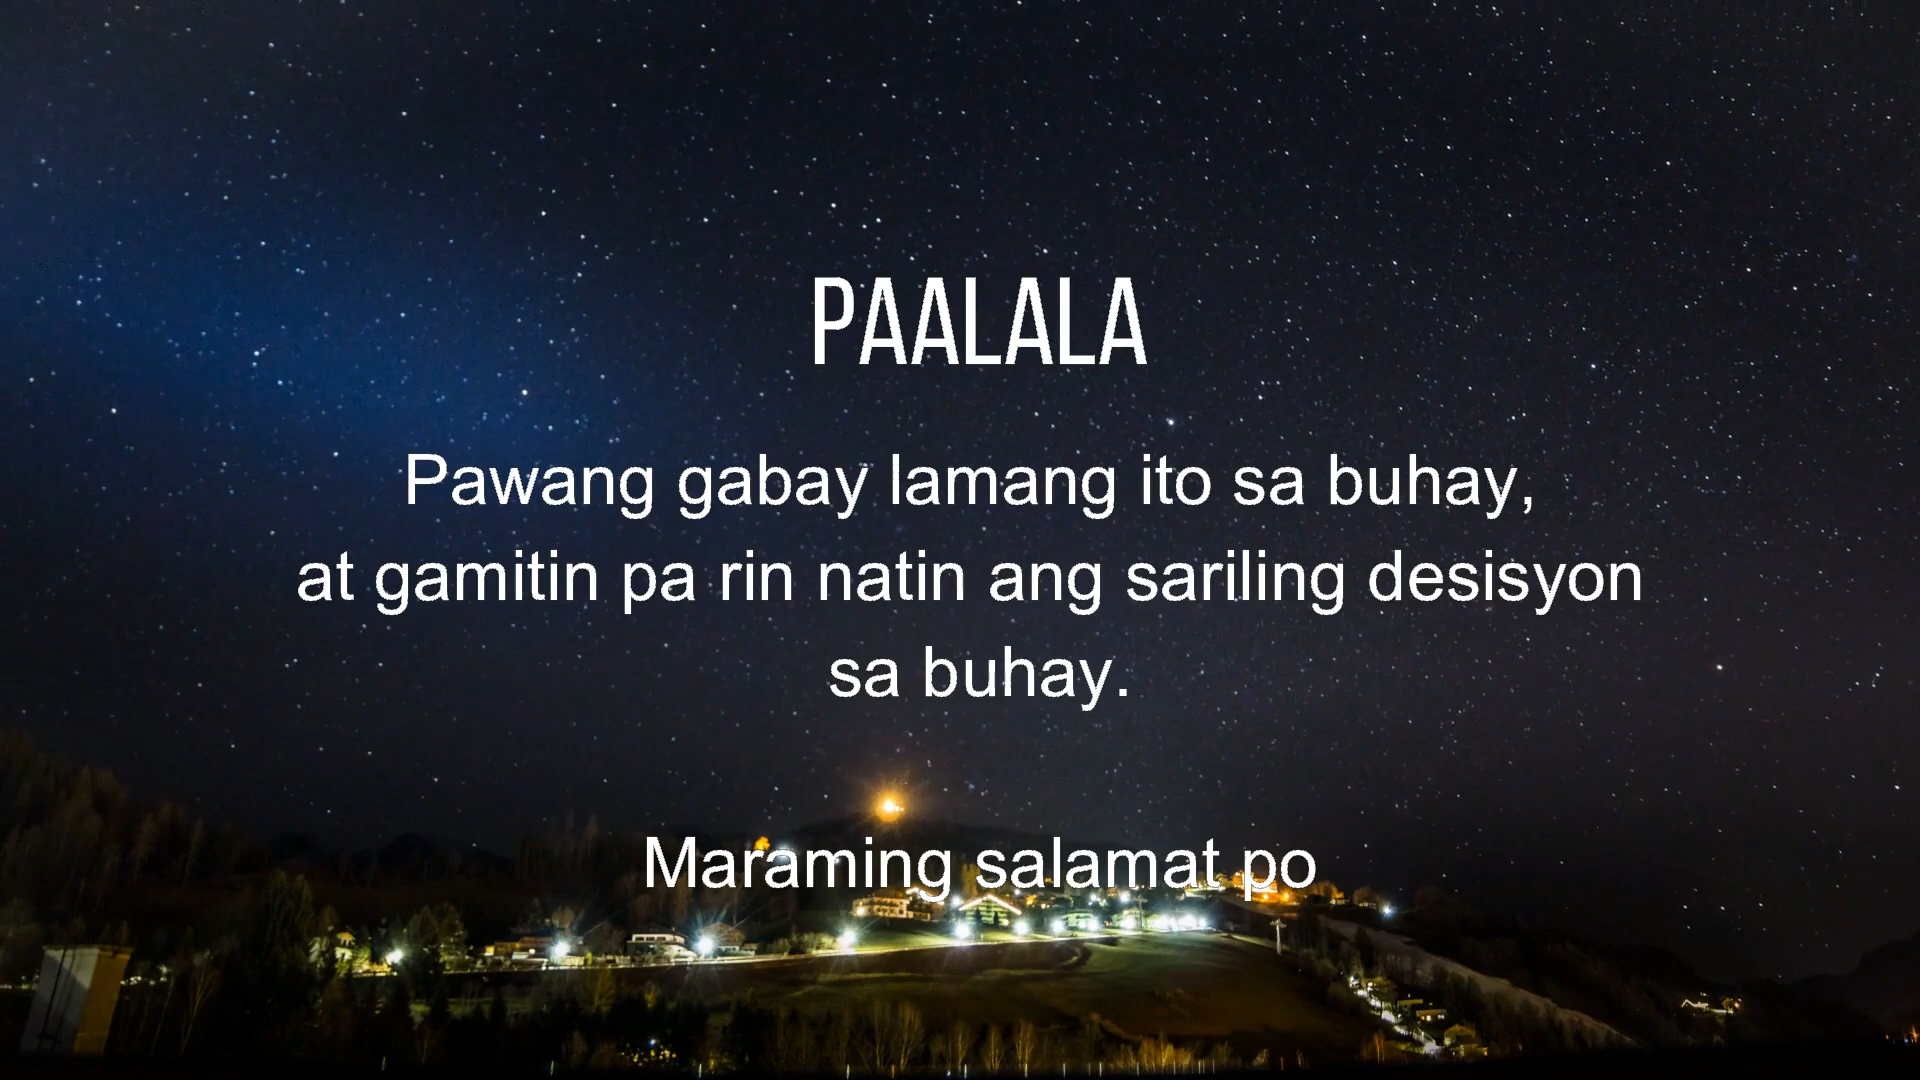 PAALALA
Pawang gabay lamang ito sa buhay,
at gamitin pa rin natin ang sariling desisyon
sa buhay.
Maraming salamat po